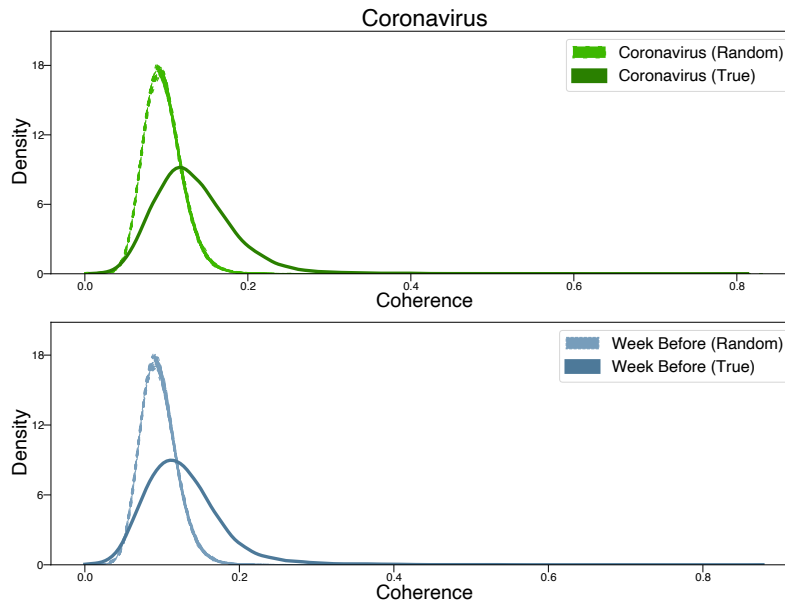 Coronavirus
Coronavirus (Random)
Coronavirus (True)
Density
18
12
6
0
0.0 0.2 0.4 0.6 0.8
Coherence
Week Before (Random)
Week Before (True)
Density
18
12
6
0
0.0 0.2 0.4 0.6 0.8
Coherence